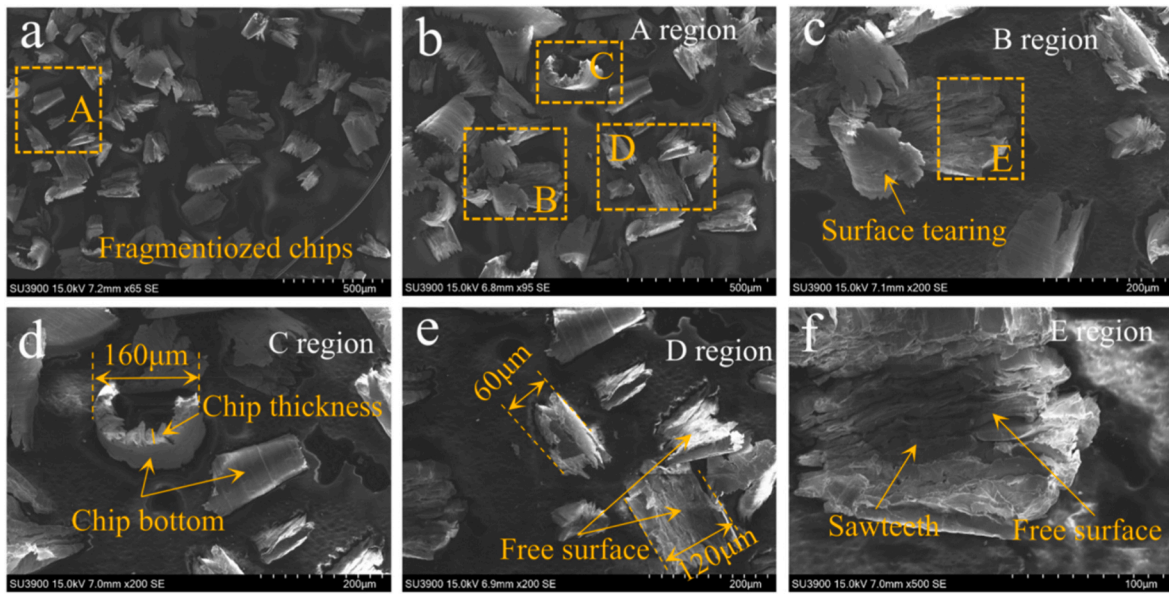 a
A
Fragmentiozed chips
SU3900 15.0kV 7.2mm x65 SE
500μm
b
A region
C
B
D
SU3900 15.0kV 6.8mm x95 SE
500μm
c
B region
E
Surface tearing
SU3900 15.0kV 7.1mm x200 SE
200μm
d
C region
160μm
Chip thickness
Chip bottom
SU3900 15.0kV 7.0mm x200 SE
200μm
e
D region
60μm
Free surface
120μm
SU3900 15.0kV 6.9mm x200 SE
200μm
f
E region
Sawteeth
Free surface
SU3900 15.0kV 7.0mm x500 SE
100μm